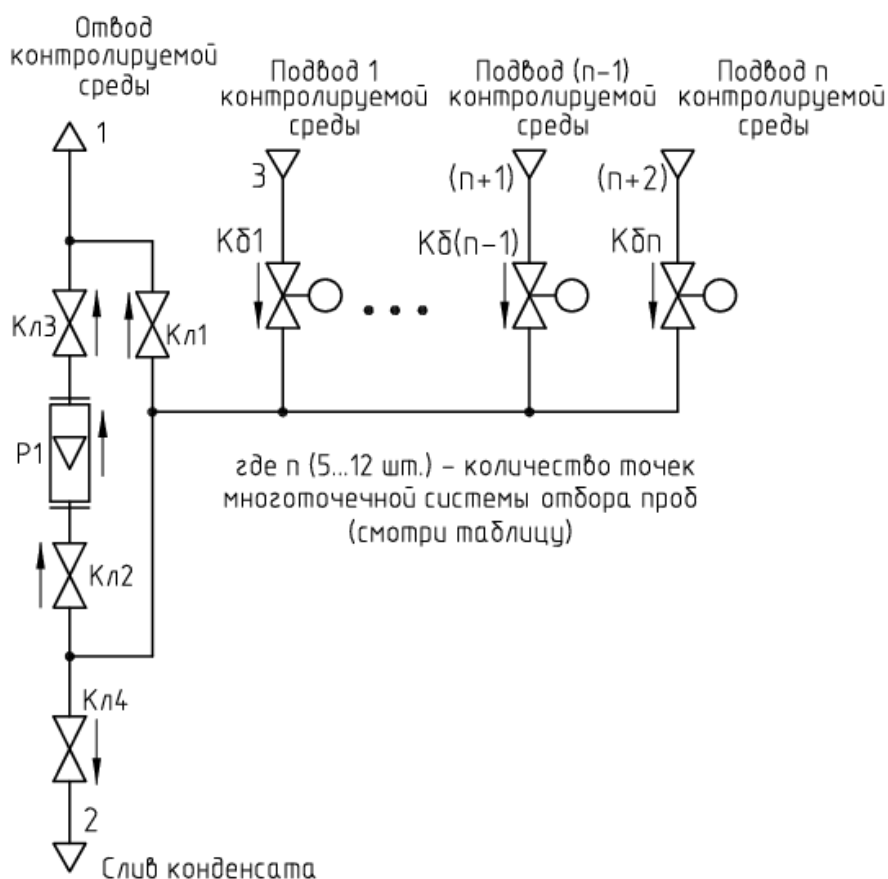 Отвод
контролируемой
среды
1
Подвод 1
контролируемой
среды
3
Подвод (n-1)
контролируемой
среды
(n+1)
Подвод n
контролируемой
среды
(n+2)
Кб1
Кб(n-1)
Кбn
Кл3
Кл1
Р1
где n (5...12 шт.) - количество точек
многоточечной системы отбора проб
(смотри таблицу)
Кл2
Кл4
2
Слив конденсата